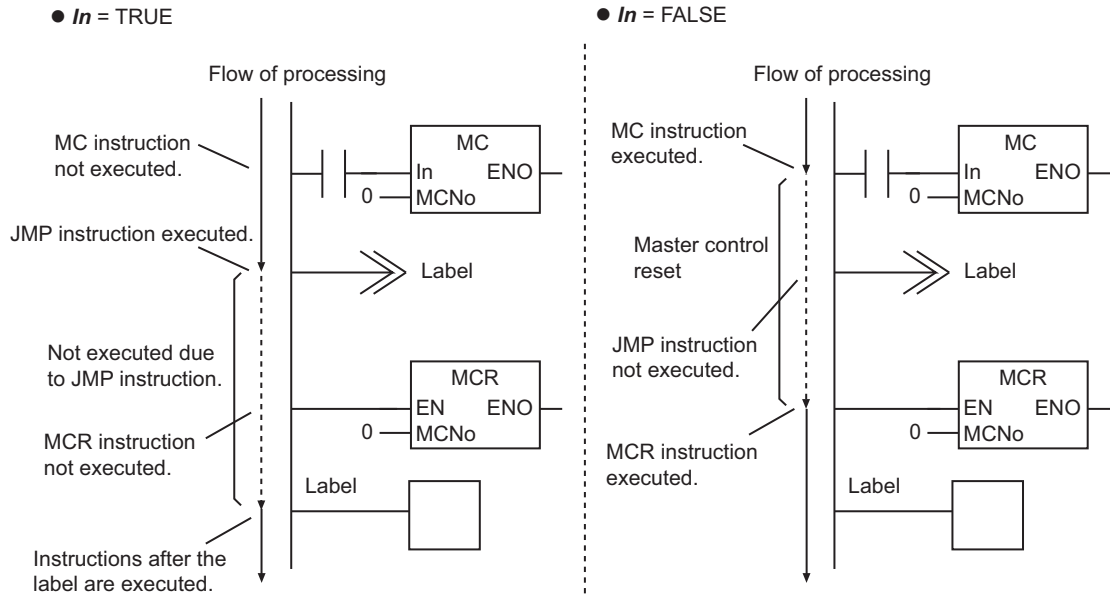 ● In = TRUE
Flow of processing
MC instruction
not executed.
MC
In ENO
0 MCNo
JMP instruction executed.
Label
Not executed due
to JMP instruction.
MCR
EN ENO
0 MCNo
MCR instruction
not executed.
Label
Instructions after the
label are executed.
● In = FALSE
Flow of processing
MC instruction
executed.
MC
In ENO
0 MCNo
Master control
reset
Label
JMP instruction
not executed.
MCR
EN ENO
0 MCNo
MCR instruction
executed.
Label